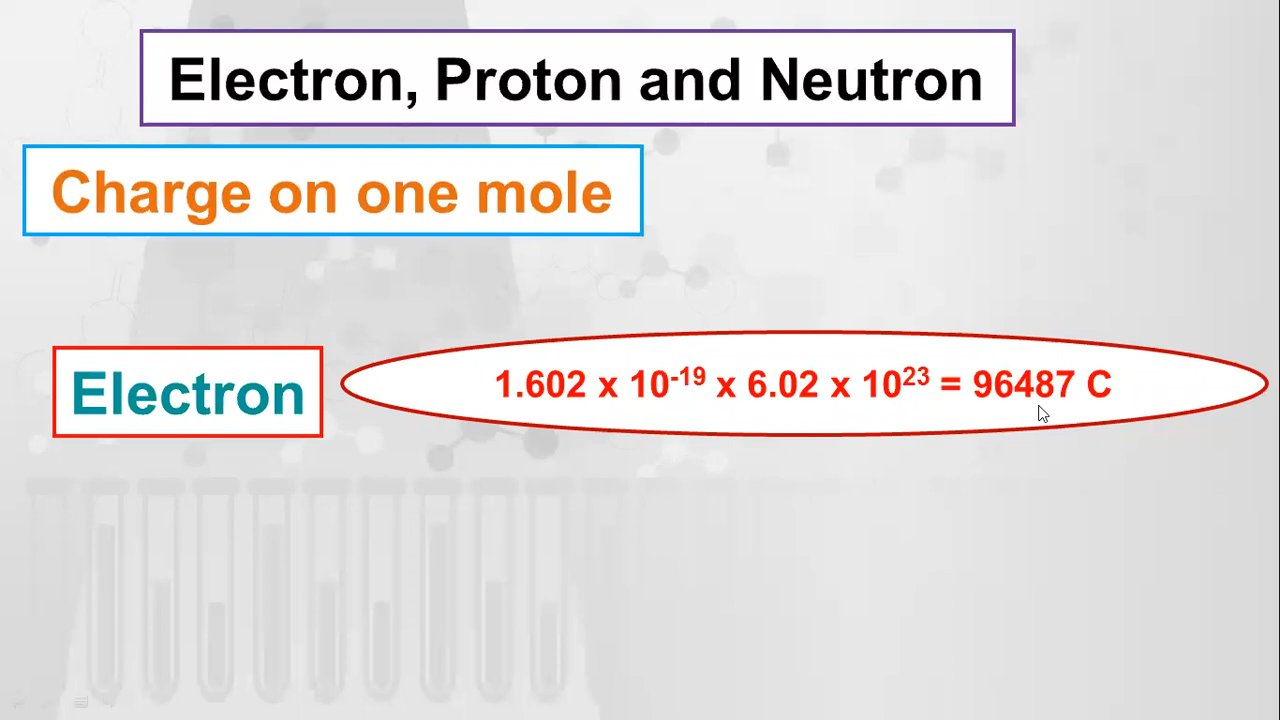 Electron, Proton and Neutron
Charge on one mole
Electron
1.602 x 10⁻¹⁹ x 6.02 x 10²³ = 96487 C